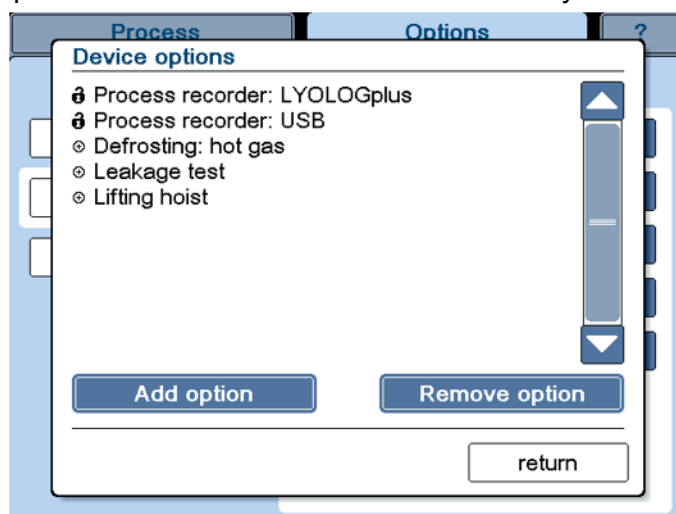 Process
Options
?
Device options
Process recorder: LYOLOGplus
Process recorder: USB
Defrosting: hot gas
Leakage test
Lifting hoist
Add option
Remove option
return